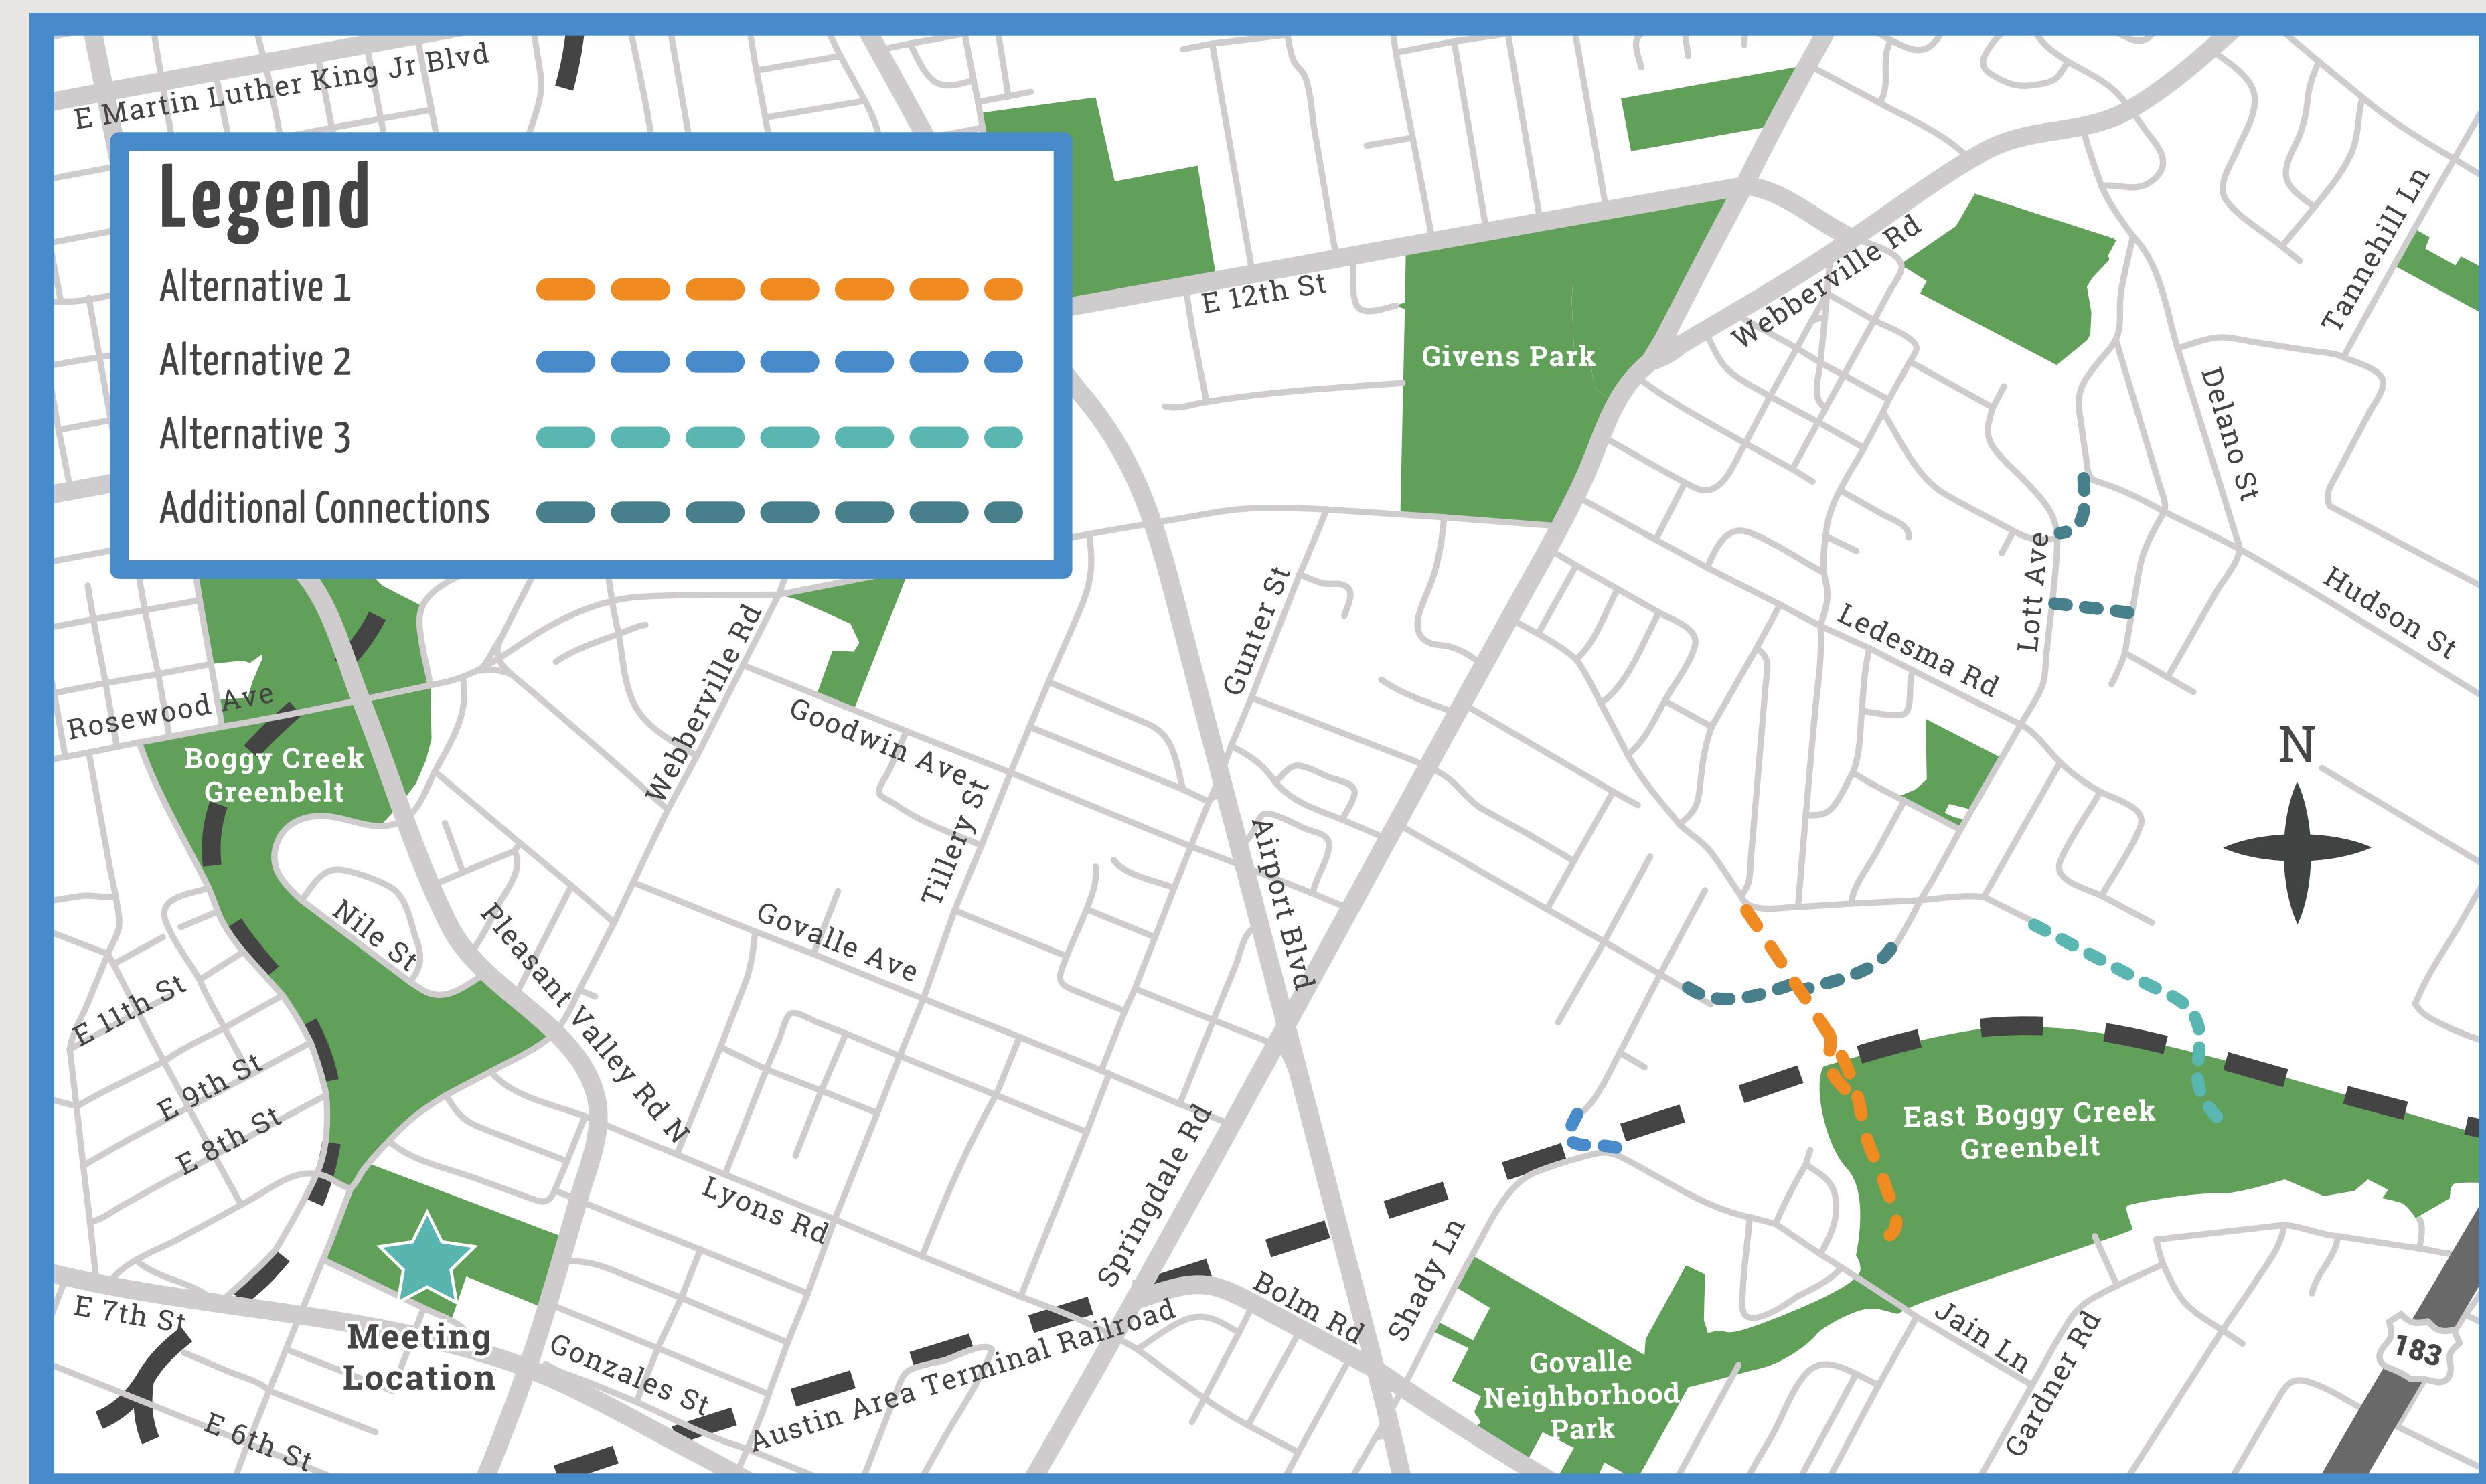 E Martin Luther King Jr Blvd
Legend
Alternative 1
Alternative 2
Alternative 3
Additional Connections
E 12th St
Givens Park
Webberville Rd
Tannehill Ln
Delano St
Hudson St
Lott Ave
Ledesma Rd
N
Gunter St
Webberville Rd
Goodwin Ave
Tillery St
Rosewood Ave
Boggy Creek
Greenbelt
Airport Blvd
Govalle Ave
Nile St
Pleasant Valley Rd N
E 11th St
E 9th St
E 8th St
East Boggy Creek
Greenbelt
Lyons Rd
Springdale Rd
Shady Ln
Bolm Rd
E 7th St
Meeting
Location
Gonzales St
Austin Area Terminal Railroad
E 6th St
Govalle
Neighborhood
Park
Jain Ln
Gardner Rd
183